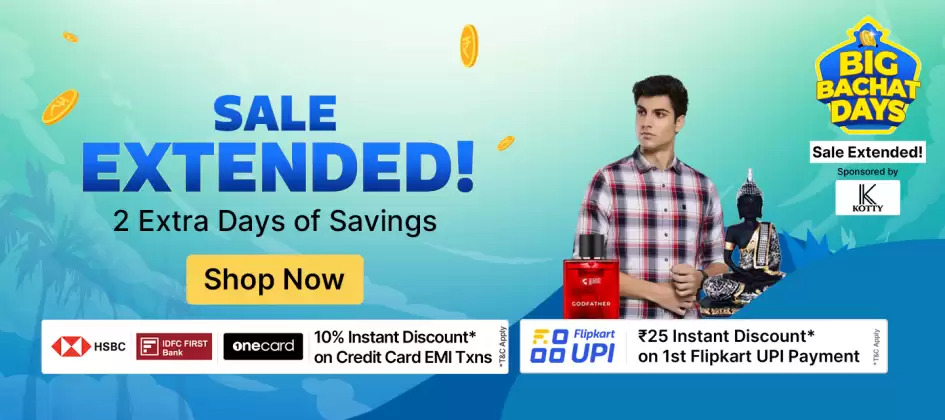 SALE
EXTENDED!
2 Extra Days of Savings
Shop Now
HSBC
IDFC FIRST
Bank
onecard
10% Instant Discount*
on Credit Card EMI Txns
*T&C Apply
Flipkart
UPI
₹25 Instant Discount*
on 1st Flipkart UPI Payment
*T&C Apply
GODFATHER
BIG
BACHAT
DAYS
Sale Extended!
Sponsored by
KOTTY